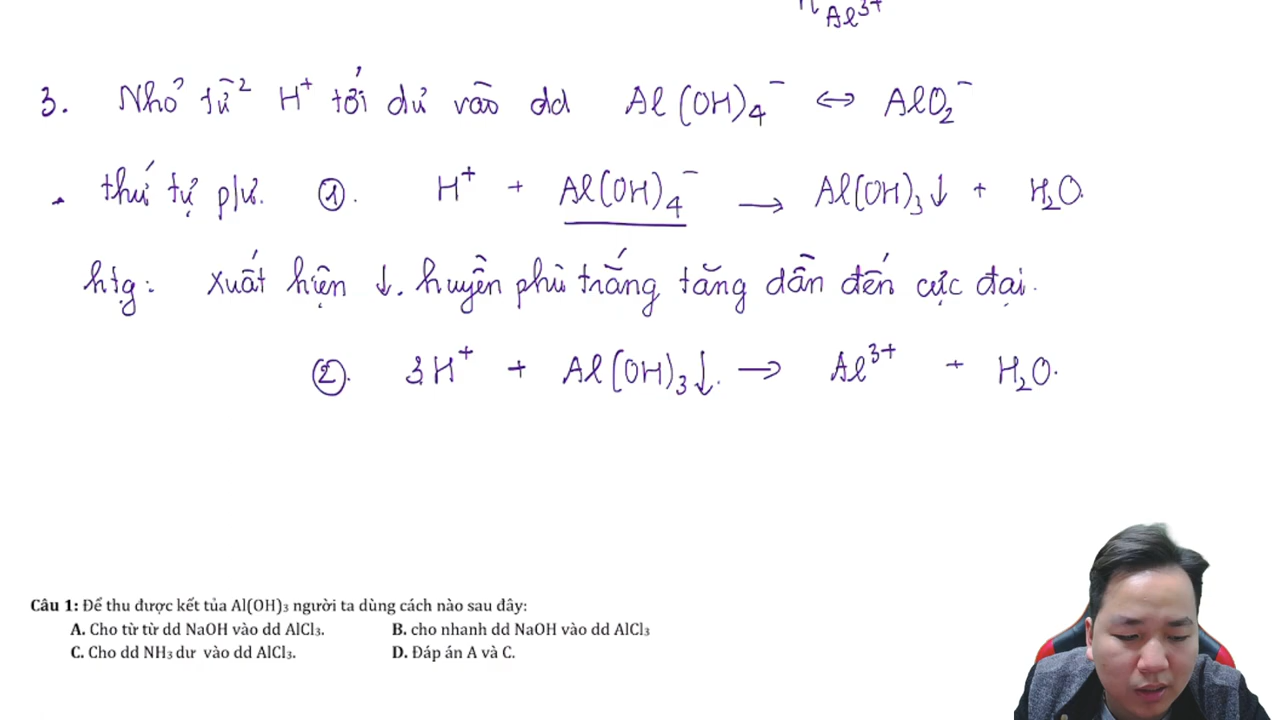 n Al³⁺
3. Nhỏ từ² H⁺ tới dư vào dd Al(OH)₄⁻ ⇔ AlO₂⁻
thứ tự p/ư. ①. H⁺ + Al(OH)₄⁻ → Al(OH)₃↓ + H₂O.
htg: xuất hiện ↓. huyền phù trắng tăng dần đến cực đại.
②. 3H⁺ + Al(OH)₃↓. → Al³⁺ + H₂O.
Câu 1: Để thu được kết tủa Al(OH)₃ người ta dùng cách nào sau đây:
A. Cho từ từ dd NaOH vào dd AlCl₃. B. cho nhanh dd NaOH vào dd AlCl₃
C. Cho dd NH₃ dư vào dd AlCl₃. D. Đáp án A và C.